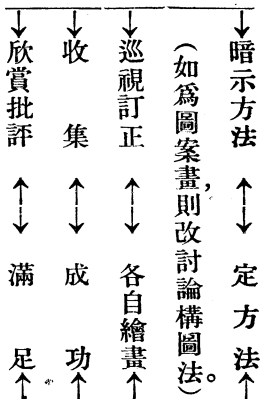 暗示方法 ←→ 定方法
(如爲圖案畫，則改討論構圖法。)
巡視訂正 ←→ 各自繪畫
收集 ←→ 成功
欣賞批評 ←→ 滿足